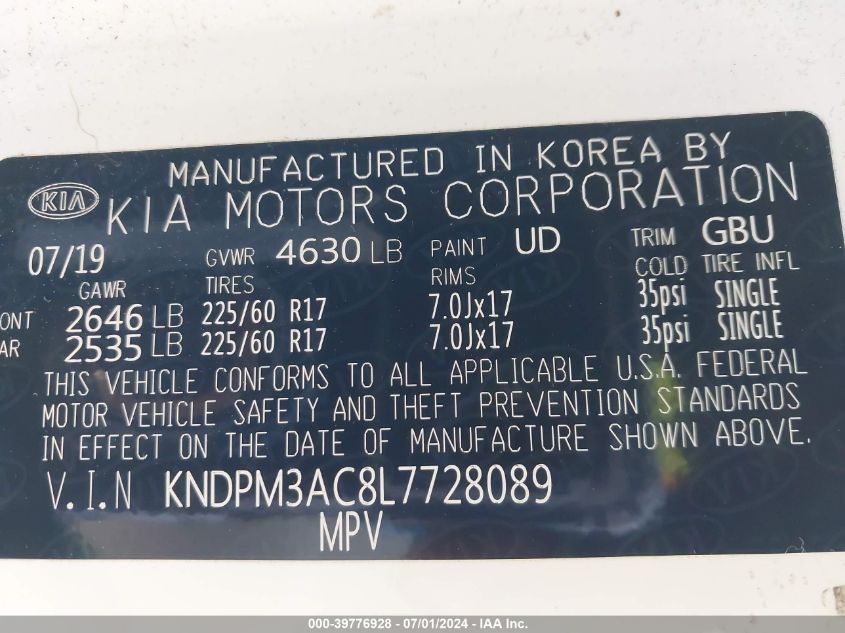 MANUFACTURED IN KOREA BY
KIA KIA MOTORS CORPORATION
07/19 GVWR 4630 LB PAINT UD TRIM GBU
GAWR TIRES RIMS COLD TIRE INFL
ONT 2646 LB 225/60 R17 7.0Jx17 35psi SINGLE
AR 2535 LB 225/60 R17 7.0Jx17 35psi SINGLE
THIS VEHICLE CONFORMS TO ALL APPLICABLE U.S.A. FEDERAL
MOTOR VEHICLE SAFETY AND THEFT PREVENTION STANDARDS
IN EFFECT ON THE DATE OF MANUFACTURE SHOWN ABOVE.
V.I.N KNDPM3AC8L7728089
MPV
000-39776928 - 07/01/2024 - IAA Inc.